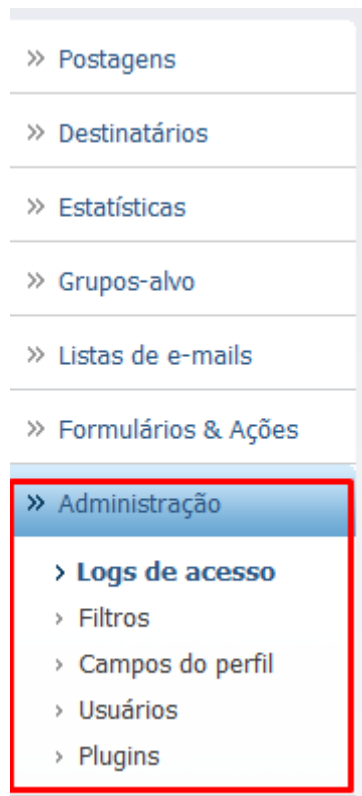 » Postagens
» Destinatários
» Estatísticas
» Grupos-alvo
» Listas de e-mails
» Formulários & Ações
» Administração
› Logs de acesso
› Filtros
› Campos do perfil
› Usuários
› Plugins